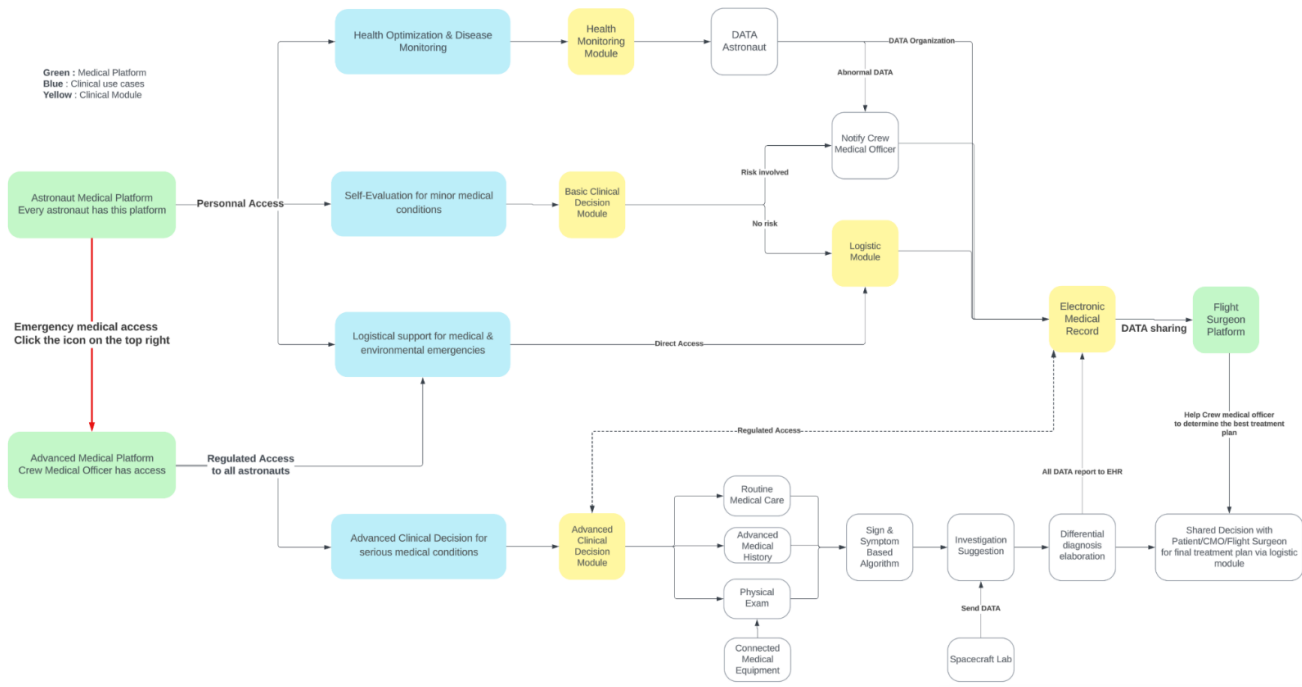 Health Optimization & Disease
Monitoring
Health
Monitoring
Module
DATA
Astronaut
DATA Organization
Green : Medical Platform
Blue : Clinical use cases
Yellow : Clinical Module
Abnormal DATA
Notify Crew
Medical Officer
Astronaut Medical Platform
Every astronaut has this platform
Personnal Access
Self-Evaluation for minor medical
conditions
Basic Clinical
Decision
Module
Risk involved
No risk
Logistic
Module
Emergency medical access
Click the icon on the top right
Logistical support for medical &
environmental emergencies
Direct Access
Electronic
Medical
Record
DATA sharing
Flight
Surgeon
Platform
Help Crew medical officer
to determine the best treatment
plan
Regulated Access
Advanced Medical Platform
Crew Medical Officer has access
Regulated Access
to all astronauts
All DATA report to EHR
Advanced Clinical Decision for
serious medical conditions
Advanced
Clinical
Decision
Module
Routine
Medical Care
Advanced
Medical
History
Physical
Exam
Connected
Medical
Equipment
Sign &
Symptom
Based
Algorithm
Investigation
Suggestion
Send DATA
Spacecraft Lab
Differential
diagnosis
elaboration
Shared Decision with
Patient/CMO/Flight Surgeon
for final treatment plan via logistic
module